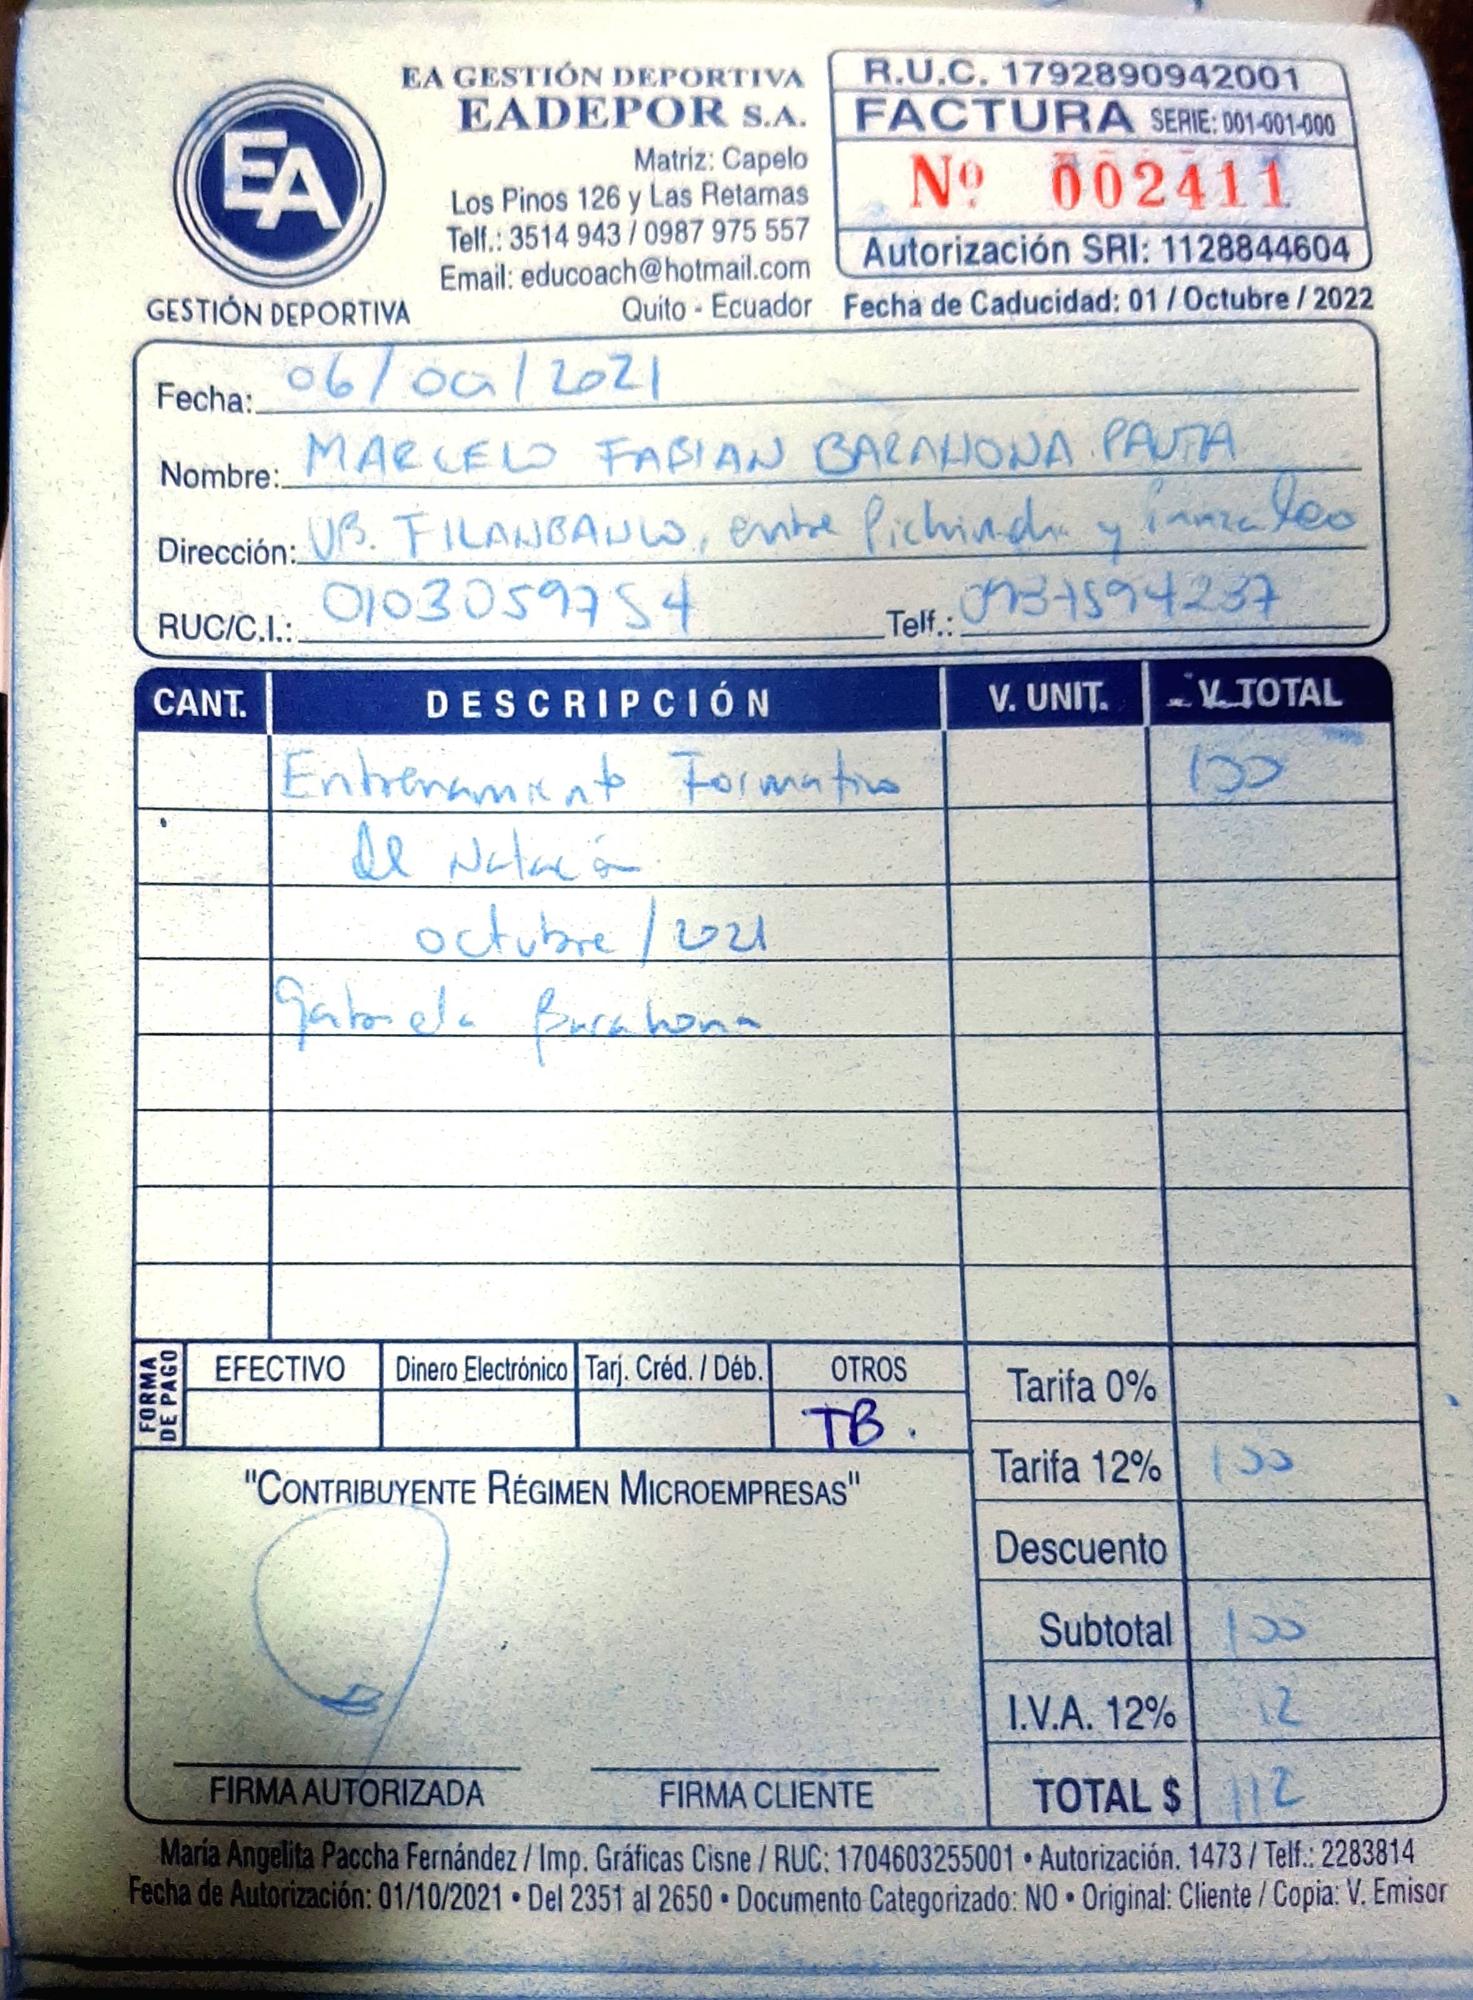 EA
GESTIÓN DEPORTIVA
EA GESTIÓN DEPORTIVA
EADEPOR S.A.
Matriz: Capelo
Los Pinos 126 y Las Retamas
Telf.: 3514 943 / 0987 975 557
Email: educoach@hotmail.com
Quito - Ecuador
R.U.C. 1792890942001
FACTURA SERIE: 001-001-000
Nº 002411
Autorización SRI: 1128844604
Fecha de Caducidad: 01 / Octubre / 2022
Fecha: 06/oct/2021
Nombre: MARCELO FABIAN BARAHONA PAUTA
Dirección: UB. FILANBANCO, entre Pichincha y
RUC/C.I.: 0103059754 Telf.:
CANT. DESCRIPCIÓN V. UNIT. V. TOTAL
Entrenamiento Formativo 100
de Natación
octubre / 2021
Gabriela Barahona
FORMA DE PAGO EFECTIVO Dinero Electrónico Tarj. Créd. / Déb. OTROS
TB.
Tarifa 0%
Tarifa 12% 100
Descuento
Subtotal 100
I.V.A. 12% 12
TOTAL $ 112
"CONTRIBUYENTE RÉGIMEN MICROEMPRESAS"
FIRMA AUTORIZADA FIRMA CLIENTE
María Angelita Paccha Fernández / Imp. Gráficas Cisne / RUC: 1704603255001 • Autorización. 1473 / Telf.: 2283814
Fecha de Autorización: 01/10/2021 • Del 2351 al 2650 • Documento Categorizado: NO • Original: Cliente / Copia: V. Emisor